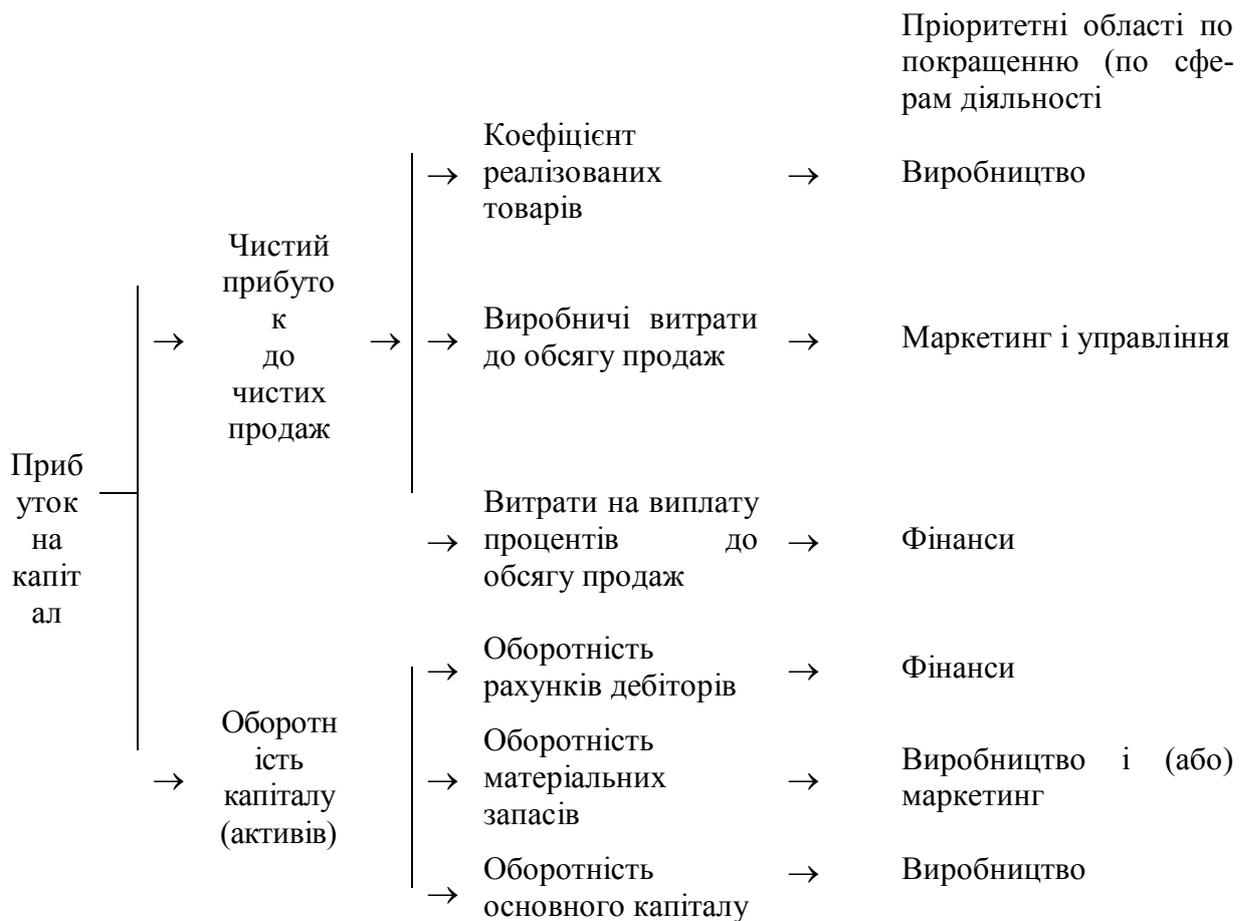 Пріоритетні області по
покращенню (по сфе-
рам діяльності
Приб
уток
на
капіт
ал
→
Чистий
прибуто
к
до
чистих
продаж
→
→
Коефіцієнт
реалізованих
товарів
→
Виробництво
→
Виробничі витрати
до обсягу продаж
→
Маркетинг і управління
→
Витрати на виплату
процентів до
обсягу продаж
→
Фінанси
→
Оборотн
ість
капіталу
(активів)
→
Оборотність
рахунків дебіторів
→
Фінанси
→
Оборотність
матеріальних
запасів
→
Виробництво і (або)
маркетинг
→
Оборотність
основного капіталу
→
Виробництво